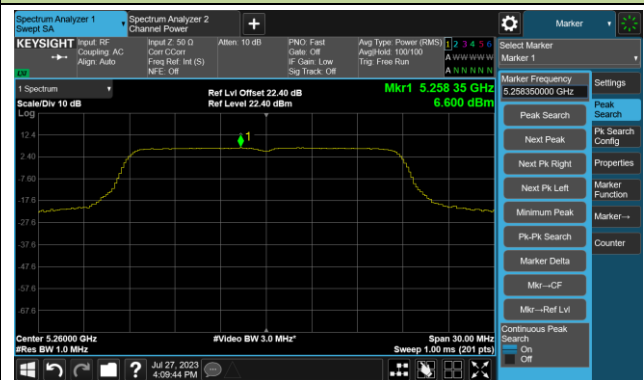 Spectrum Analyzer 1
Swept SA
Spectrum Analyzer 2
Channel Power
Marker
KEYSIGHT
Input: RF
Coupling: AC
Align: Auto
Input Z: 50 Ω
Corr CCorr
Freq Ref: Int (S)
NFE: Off
Atten: 10 dB
PNO: Fast
Gate: Off
IF Gain: Low
Sig Track: Off
Avg Type: Power (RMS)
Avg|Hold: 100/100
Trig: Free Run
1 2 3 4 5 6
A W W W W W
A N N N N N
LXI
Select Marker
Marker 1
1 Spectrum
Scale/Div 10 dB
Log
Ref Lvl Offset 22.40 dB
Ref Level 22.40 dBm
Mkr1 5.258 35 GHz
6.600 dBm
12.4
2.40
-7.60
-17.6
-27.6
-37.6
-47.6
-57.6
-67.6
1
Center 5.26000 GHz
#Res BW 1.0 MHz
#Video BW 3.0 MHz*
Span 30.00 MHz
Sweep 1.00 ms (201 pts)
Marker Frequency
5.258350000 GHz
Peak Search
Next Peak
Next Pk Right
Next Pk Left
Minimum Peak
Pk-Pk Search
Marker Delta
Mkr→CF
Mkr→Ref Lvl
Continuous Peak
Search
On
Off
Settings
Peak
Search
Pk Search
Config
Properties
Marker
Function
Marker→
Counter
?
Jul 27, 2023
4:09:44 PM